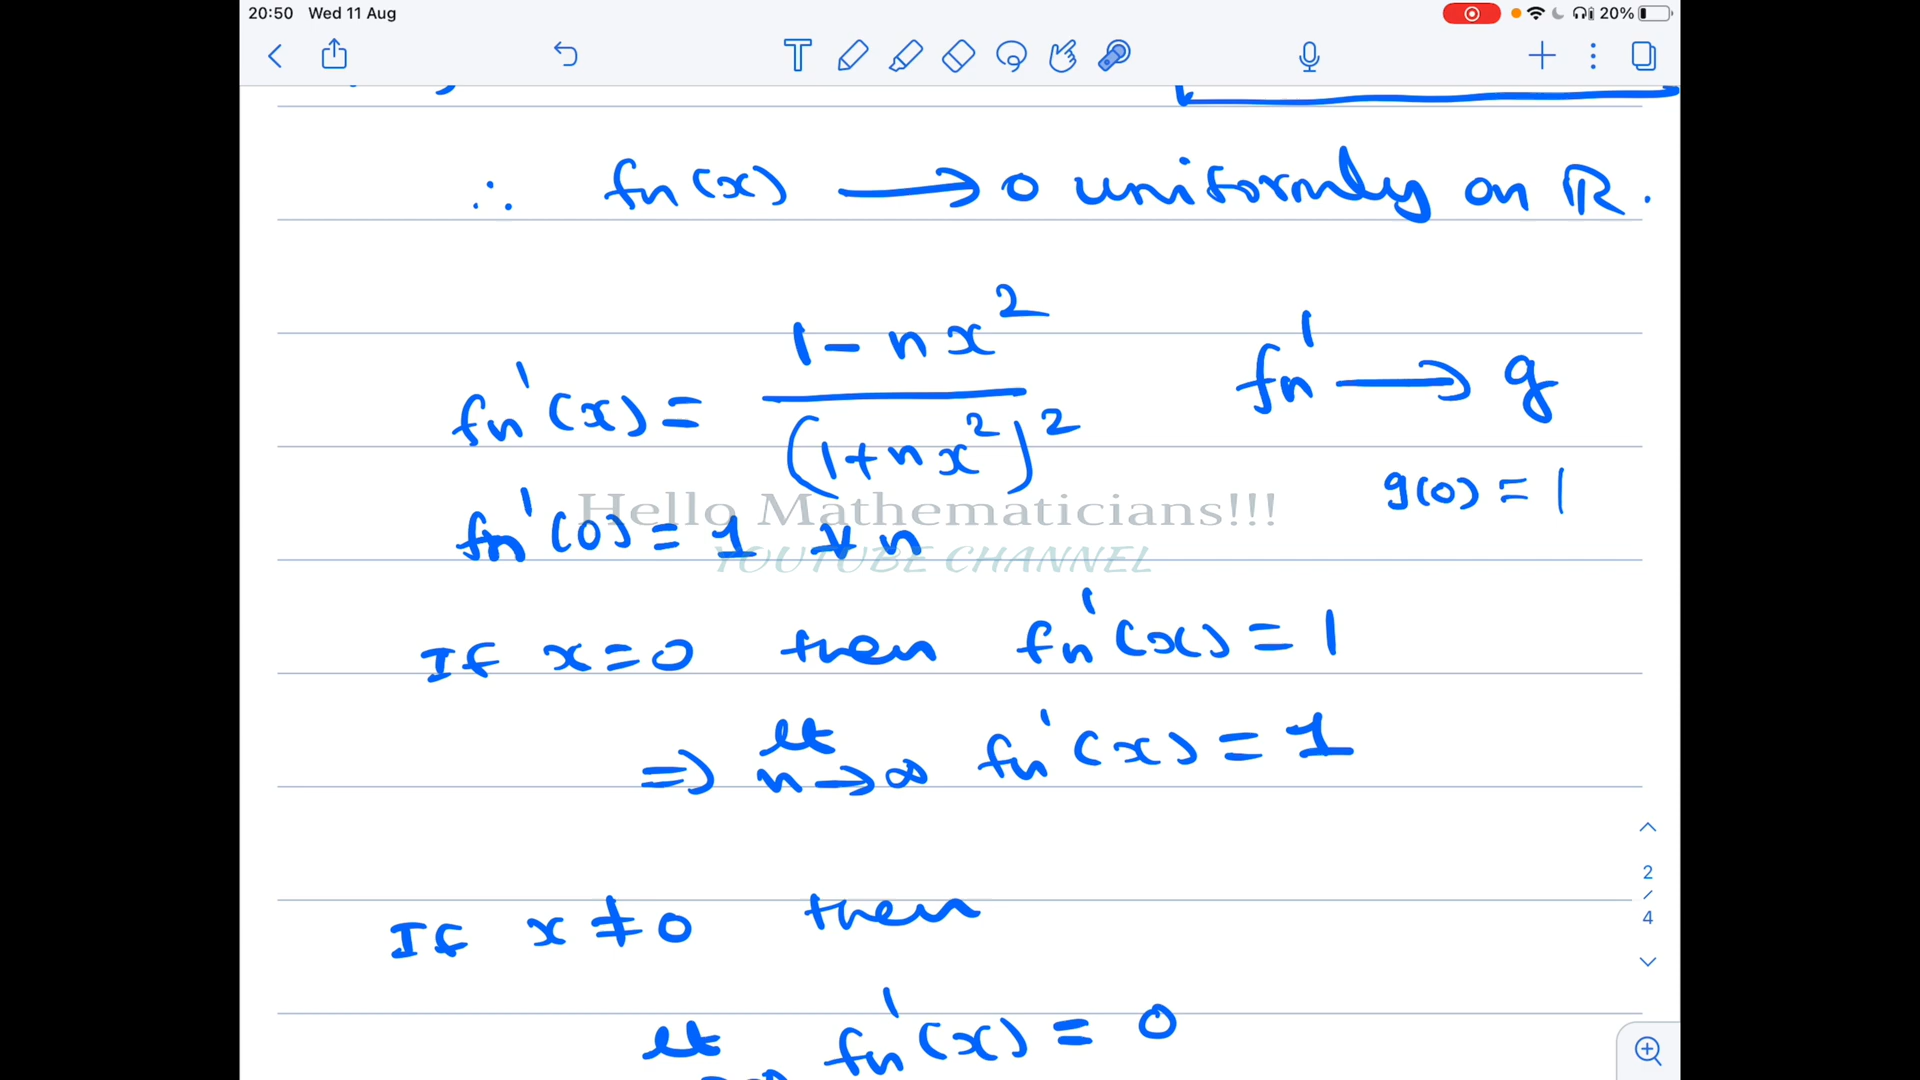 20:50 Wed 11 Aug 20%
∴ fn(x) ⟶ 0 uniformly on ℝ.
fn'(x) = (1 - nx²) / (1+nx²)² fn' ⟶ g
g(0) = 1
Hello Mathematicians!!!
fn'(0) = 1 ∀ n
YOUTUBE CHANNEL
If x=0 then fn'(x) = 1
⇒ lt n→∞ fn'(x) = 1
2/4
If x≠0 then
lt fn'(x) = 0